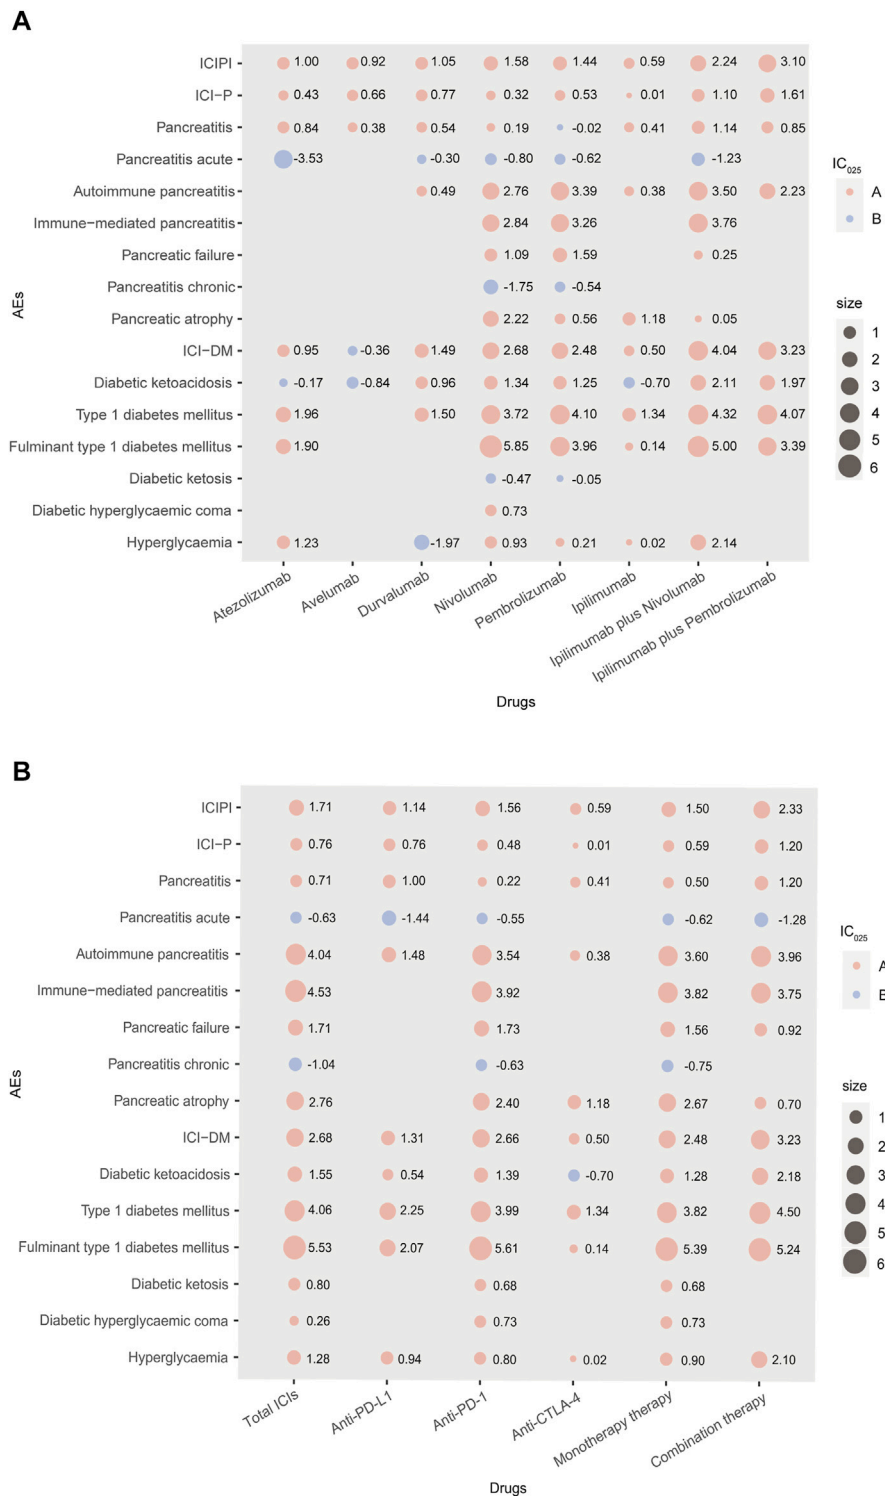 A
ICIPI 1.00 0.92 1.05 1.58 1.44 0.59 2.24 3.10
ICI−P 0.43 0.66 0.77 0.32 0.53 0.01 1.10 1.61
Pancreatitis 0.84 0.38 0.54 0.19 -0.02 0.41 1.14 0.85
Pancreatitis acute -3.53 -0.30 -0.80 -0.62 -1.23
Autoimmune pancreatitis 0.49 2.76 3.39 0.38 3.50 2.23
Immune−mediated pancreatitis 2.84 3.26 3.76
Pancreatic failure 1.09 1.59 0.25
Pancreatitis chronic -1.75 -0.54
Pancreatic atrophy 2.22 0.56 1.18 0.05
ICI−DM 0.95 -0.36 1.49 2.68 2.48 0.50 4.04 3.23
Diabetic ketoacidosis -0.17 -0.84 0.96 1.34 1.25 -0.70 2.11 1.97
Type 1 diabetes mellitus 1.96 1.50 3.72 4.10 1.34 4.32 4.07
Fulminant type 1 diabetes mellitus 1.90 5.85 3.96 0.14 5.00 3.39
Diabetic ketosis -0.47 -0.05
Diabetic hyperglycaemic coma 0.73
Hyperglycaemia 1.23 -1.97 0.93 0.21 0.02 2.14
AEs
Atezolizumab
Avelumab
Durvalumab
Nivolumab
Pembrolizumab
Ipilimumab
Ipilimumab plus Nivolumab
Ipilimumab plus Pembrolizumab
Drugs
IC025
A
B
size
1
2
3
4
5
6
B
ICIPI 1.71 1.14 1.56 0.59 1.50 2.33
ICI−P 0.76 0.76 0.48 0.01 0.59 1.20
Pancreatitis 0.71 1.00 0.22 0.41 0.50 1.20
Pancreatitis acute -0.63 -1.44 -0.55 -0.62 -1.28
Autoimmune pancreatitis 4.04 1.48 3.54 0.38 3.60 3.96
Immune−mediated pancreatitis 4.53 3.92 3.82 3.75
Pancreatic failure 1.71 1.73 1.56 0.92
Pancreatitis chronic -1.04 -0.63 -0.75
Pancreatic atrophy 2.76 2.40 1.18 2.67 0.70
ICI−DM 2.68 1.31 2.66 0.50 2.48 3.23
Diabetic ketoacidosis 1.55 0.54 1.39 -0.70 1.28 2.18
Type 1 diabetes mellitus 4.06 2.25 3.99 1.34 3.82 4.50
Fulminant type 1 diabetes mellitus 5.53 2.07 5.61 0.14 5.39 5.24
Diabetic ketosis 0.80 0.68 0.68
Diabetic hyperglycaemic coma 0.26 0.73 0.73
Hyperglycaemia 1.28 0.94 0.80 0.02 0.90 2.10
AEs
Total ICIs
Anti-PD-L1
Anti-PD-1
Anti-CTLA-4
Monotherapy therapy
Combination therapy
Drugs
IC025
A
B
size
1
2
3
4
5
6